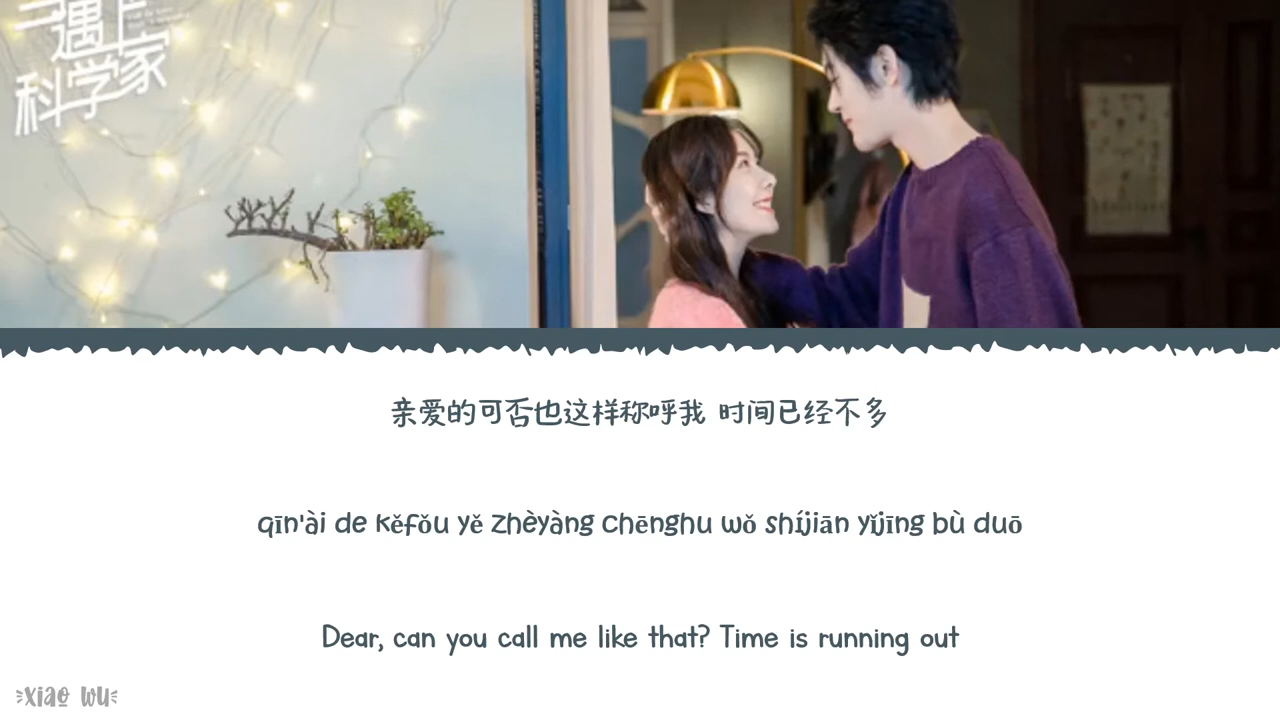 遇上
科学家
亲爱的可否也这样称呼我 时间已经不多
qīn'ài de kěfǒu yě zhèyàng chēnghu wǒ shíjiān yǐjīng bù duō
Dear, can you call me like that? Time is running out
xiao wu